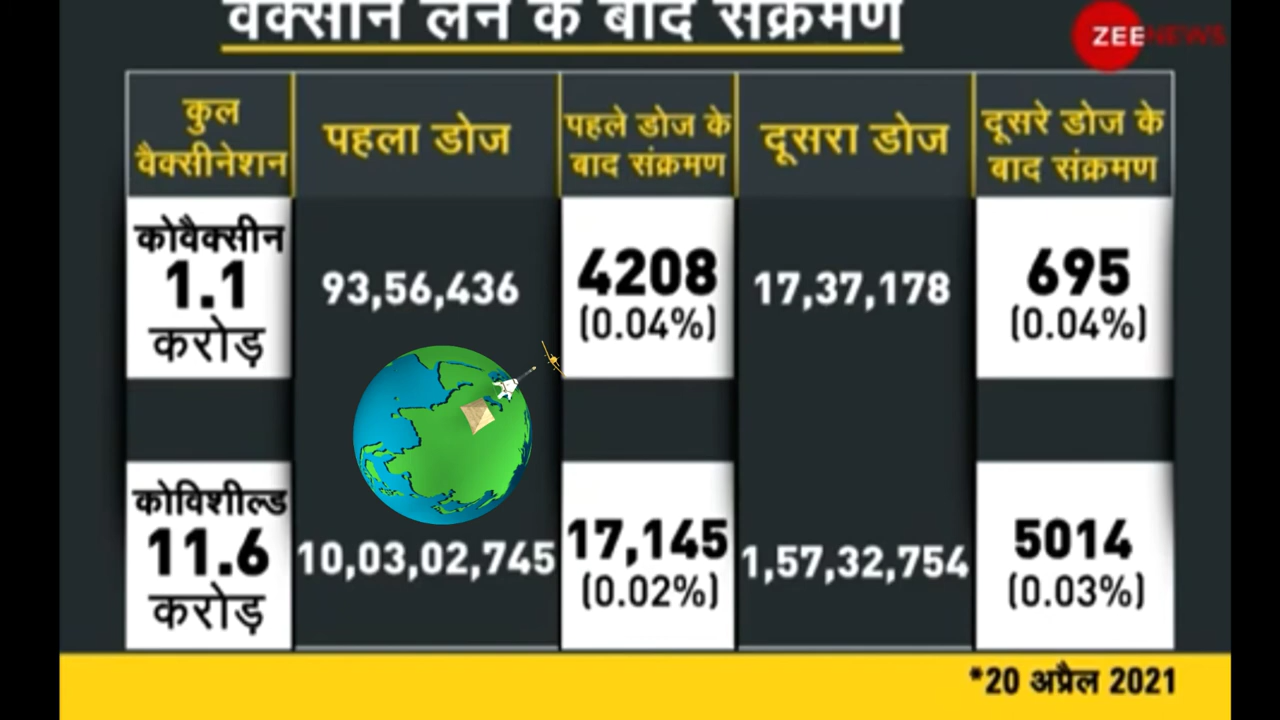 वैक्सीन लेने के बाद संक्रमण
ZEE NEWS
कुल
वैक्सीनेशन
पहला डोज
पहले डोज के
बाद संक्रमण
दूसरा डोज
दूसरे डोज के
बाद संक्रमण
कोवैक्सीन
1.1
करोड़
93,56,436
4208
(0.04%)
17,37,178
695
(0.04%)
कोविशील्ड
11.6
करोड़
10,03,02,745
17,145
(0.02%)
1,57,32,754
5014
(0.03%)
*20 अप्रैल 2021